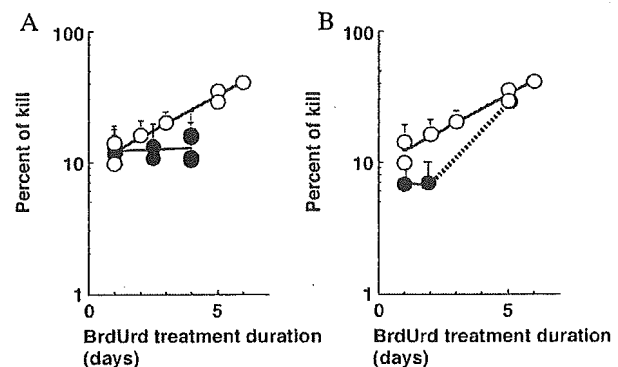 A
100
10
1
Percent of kill
0
5
BrdUrd treatment duration
(days)
B
100
10
1
Percent of kill
0
5
BrdUrd treatment duration
(days)